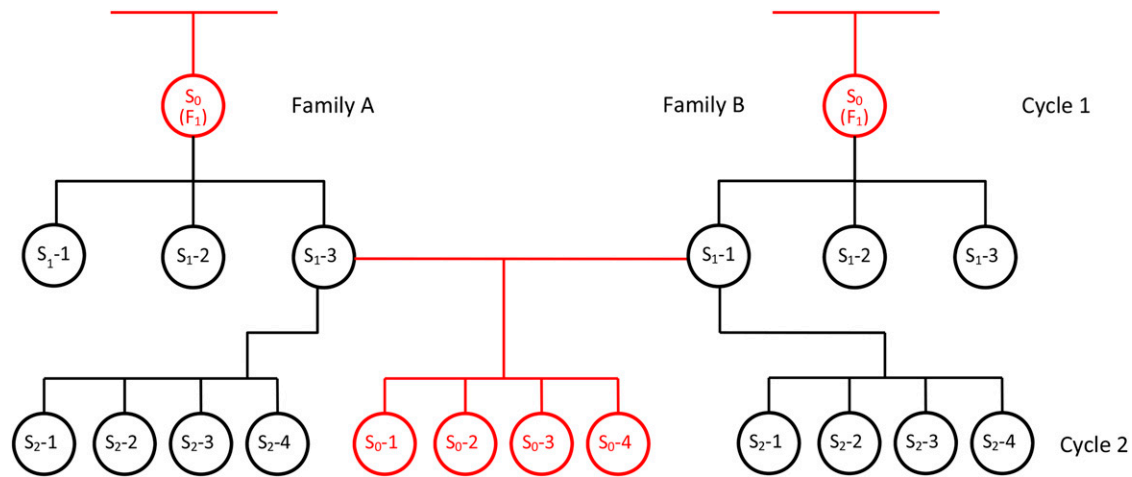 S₀
(F₁)
Family A
Family B
S₀
(F₁)
Cycle 1
S₁-1
S₁-2
S₁-3
S₁-1
S₁-2
S₁-3
S₂-1
S₂-2
S₂-3
S₂-4
S₀-1
S₀-2
S₀-3
S₀-4
S₂-1
S₂-2
S₂-3
S₂-4
Cycle 2